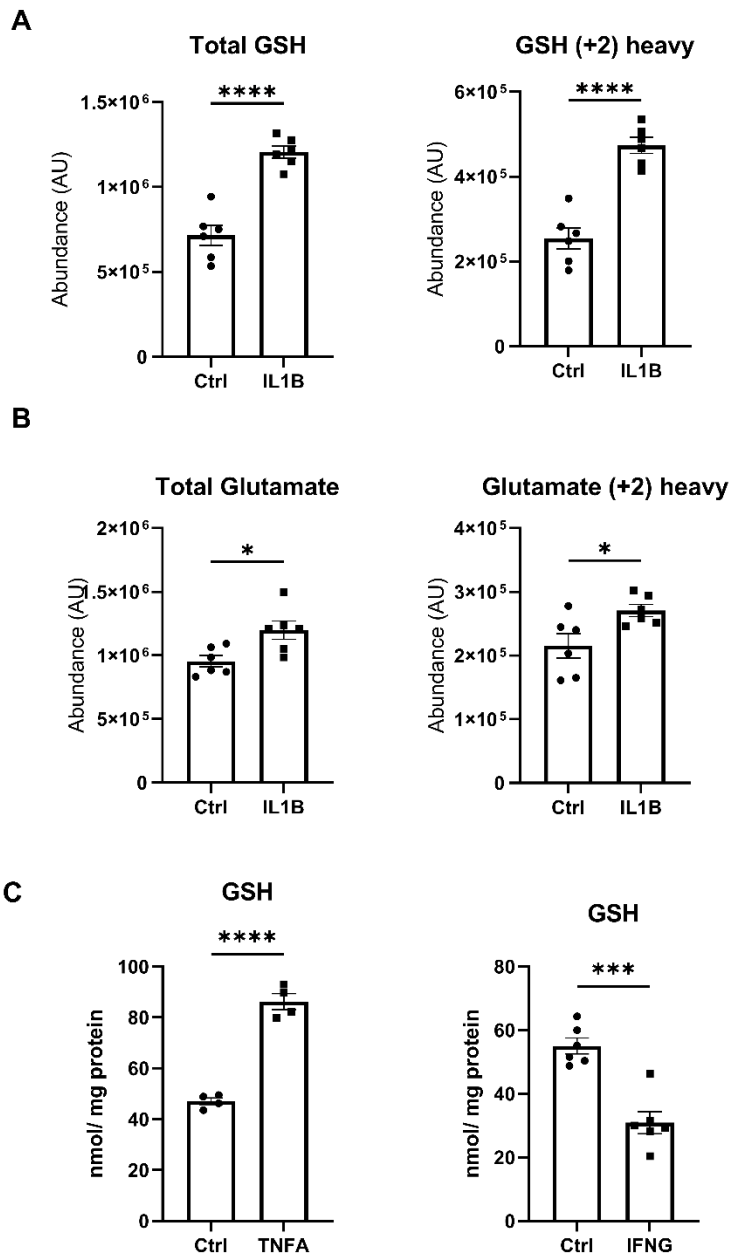 A
Total GSH
GSH (+2) heavy
****
****
Abundance (AU)
1.5×10⁶
1×10⁶
5×10⁵
0
Ctrl IL1B
Abundance (AU)
6×10⁵
4×10⁵
2×10⁵
0
Ctrl IL1B
B
Total Glutamate
Glutamate (+2) heavy
*
*
Abundance (AU)
2×10⁶
1.5×10⁶
1×10⁶
5×10⁵
0
Ctrl IL1B
Abundance (AU)
4×10⁵
3×10⁵
2×10⁵
1×10⁵
0
Ctrl IL1B
C
GSH
****
nmol/ mg protein
100
80
60
40
20
0
Ctrl TNFA
GSH
***
nmol/ mg protein
80
60
40
20
0
Ctrl IFNG